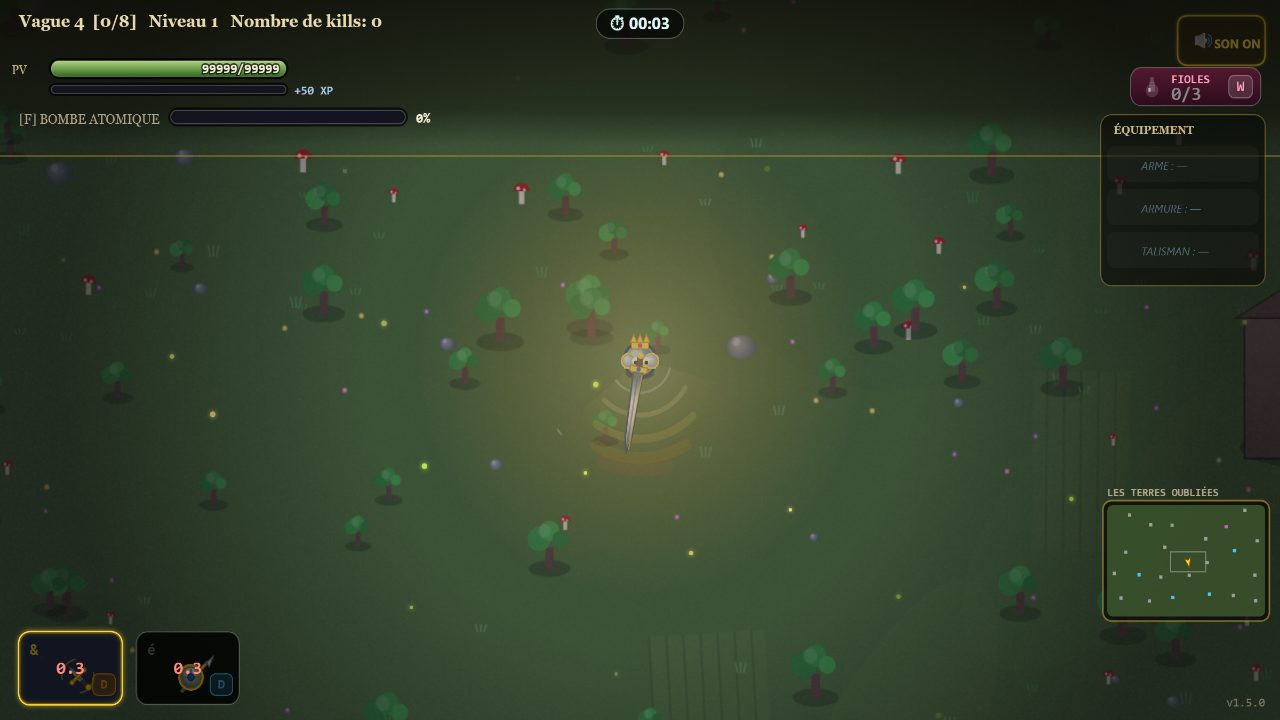 Vague 4 [0/8] Niveau 1 Nombre de kills: 0
⏱ 00:03
SON ON
PV 99999/99999
+50 XP
FIOLES
0/3 W
[F] BOMBE ATOMIQUE 0%
ÉQUIPEMENT
ARME : —
ARMURE : —
TALISMAN : —
LES TERRES OUBLIÉES
& 0.3 D
é 0.3 D
v1.5.0